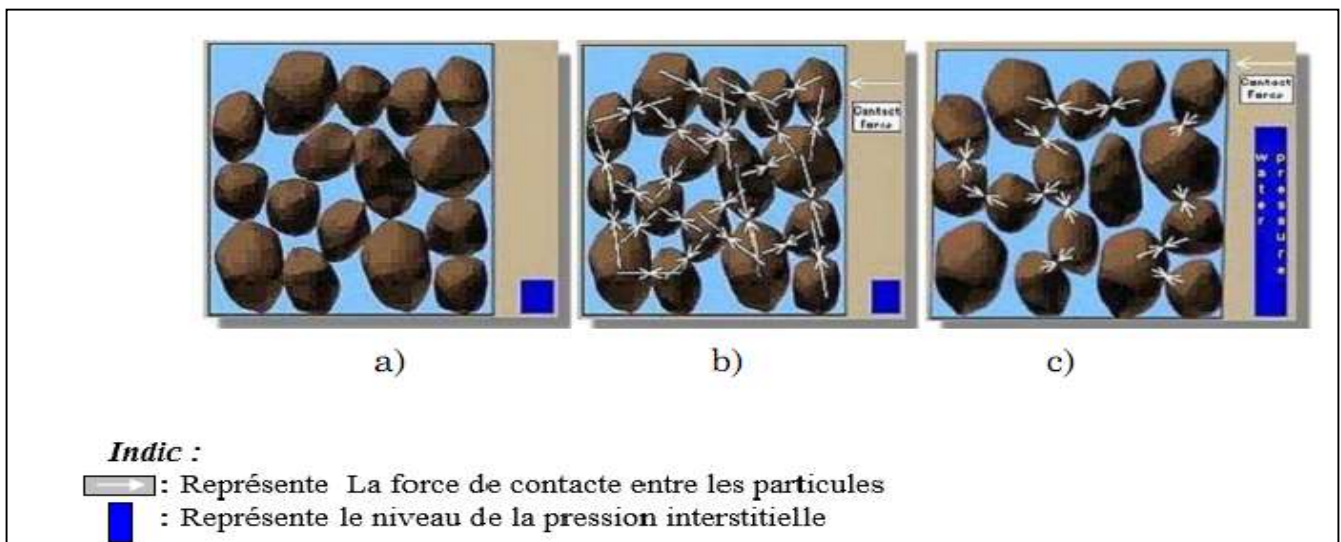 Contact
Force
Contact
Force
water pressure
a)
b)
c)
Indic :
: Représente La force de contacte entre les particules
: Représente le niveau de la pression interstitielle